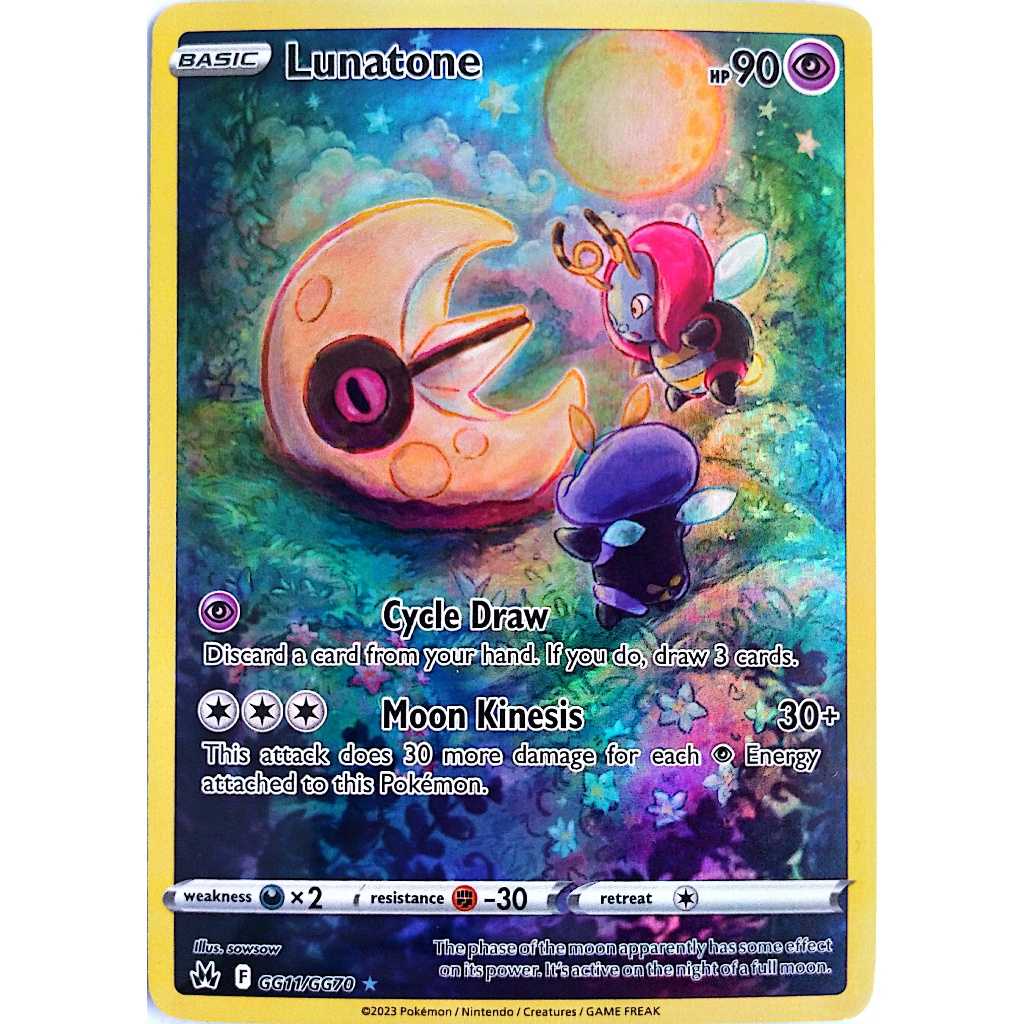 BASIC Lunatone HP90
Cycle Draw
Discard a card from your hand. If you do, draw 3 cards.
Moon Kinesis 30+
This attack does 30 more damage for each Energy
attached to this Pokémon.
weakness ×2 resistance -30 retreat
Illus. sowsow
The phase of the moon apparently has some effect
on its power. It's active on the night of a full moon.
F GG11/GG70
©2023 Pokémon / Nintendo / Creatures / GAME FREAK